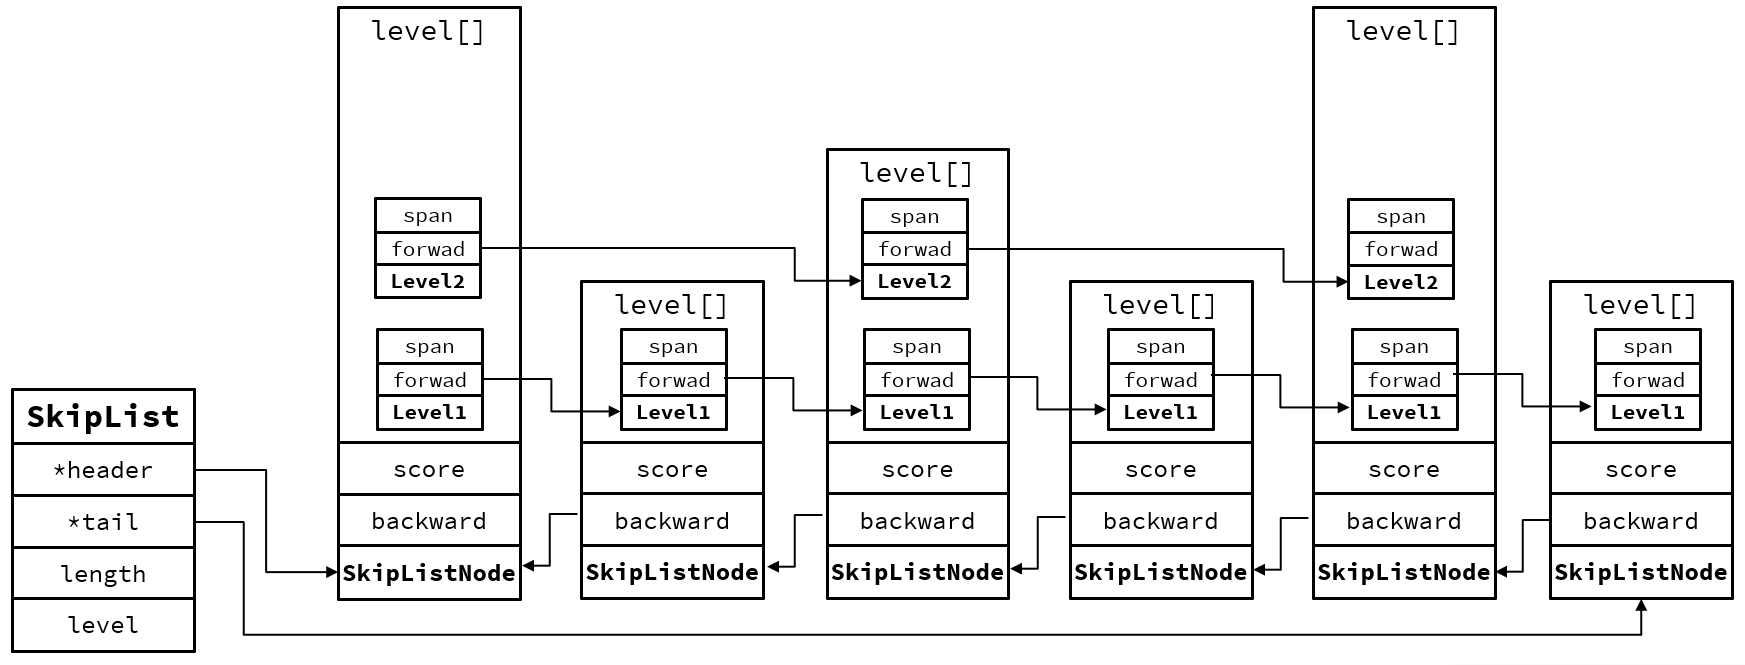 SkipList
*header
*tail
length
level
level[]
span
forwad
Level2
span
forwad
Level1
score
backward
SkipListNode
level[]
span
forwad
Level1
score
backward
SkipListNode
level[]
span
forwad
Level2
span
forwad
Level1
score
backward
SkipListNode
level[]
span
forwad
Level1
score
backward
SkipListNode
level[]
span
forwad
Level2
span
forwad
Level1
score
backward
SkipListNode
level[]
span
forwad
Level1
score
backward
SkipListNode